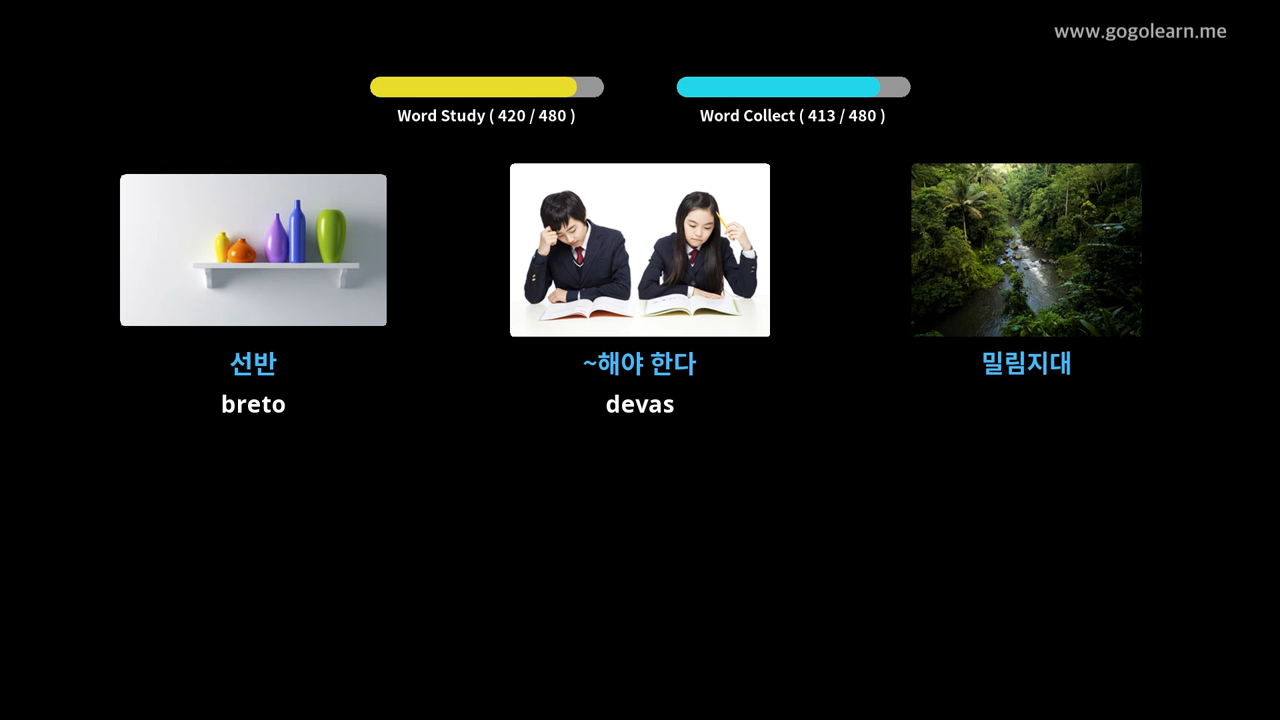 www.gogolearn.me
Word Study ( 420 / 480 )
Word Collect ( 413 / 480 )
선반
breto
~해야 한다
devas
밀림지대